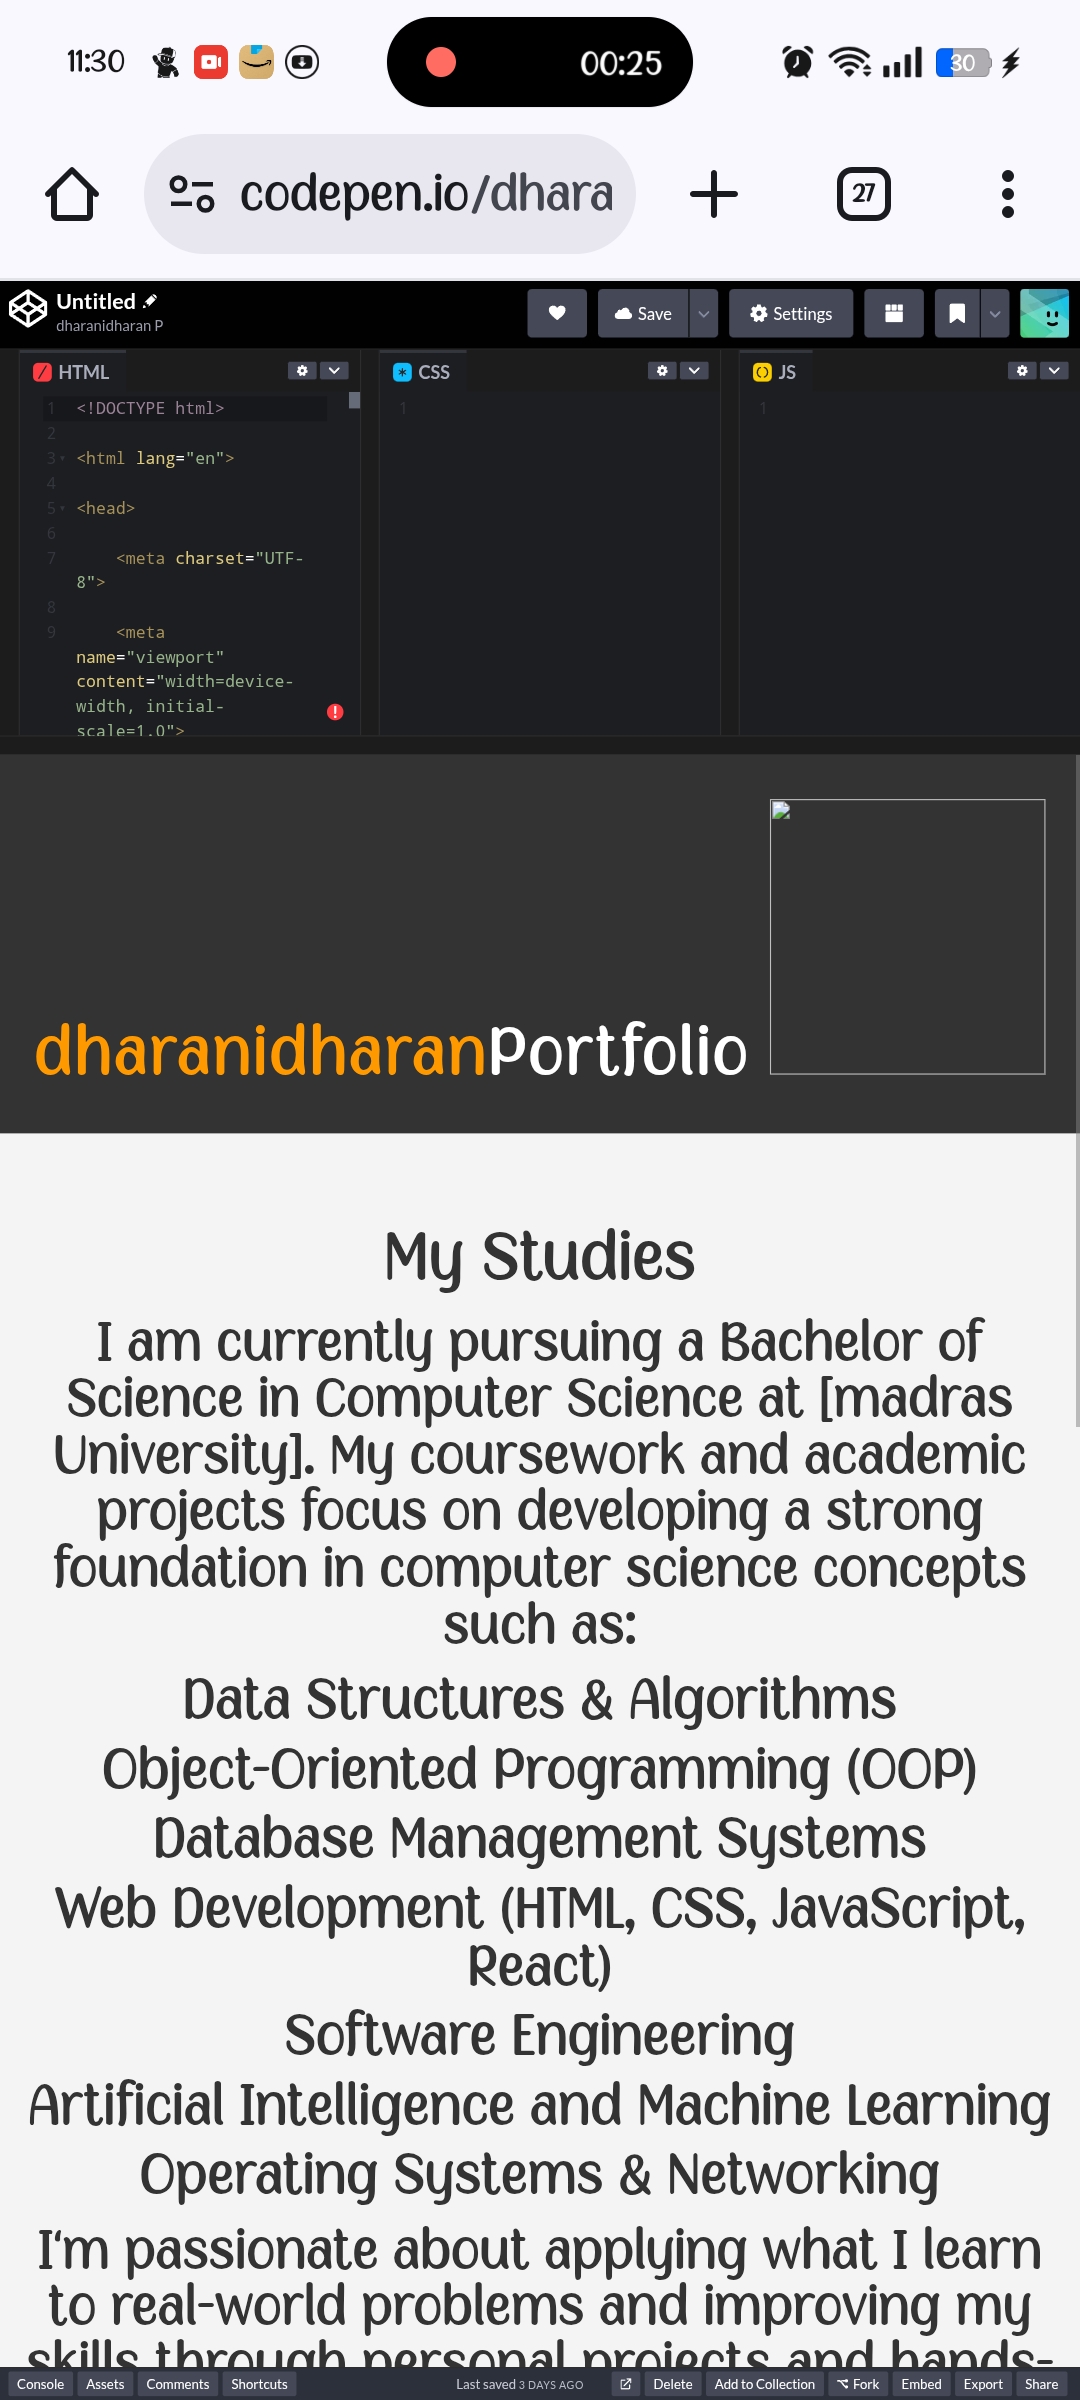 11:30
00:25
30
codepen.io/dhara
27
Untitled
dharanidharan P
Save
Settings
HTML
CSS
JS
1 <!DOCTYPE html>
2
3 <html lang="en">
4
5 <head>
6
7 <meta charset="UTF-
8">
8
9 <meta
name="viewport"
content="width=device-
width, initial-
scale=1.0">
1
1
dharanidharanPortfolio
My Studies
I am currently pursuing a Bachelor of
Science in Computer Science at [madras
University]. My coursework and academic
projects focus on developing a strong
foundation in computer science concepts
such as:
Data Structures & Algorithms
Object-Oriented Programming (OOP)
Database Management Systems
Web Development (HTML, CSS, JavaScript,
React)
Software Engineering
Artificial Intelligence and Machine Learning
Operating Systems & Networking
I'm passionate about applying what I learn
to real-world problems and improving my
skills through personal projects and hands-
Console Assets Comments Shortcuts Last saved 3 DAYS AGO Delete Add to Collection Fork Embed Export Share